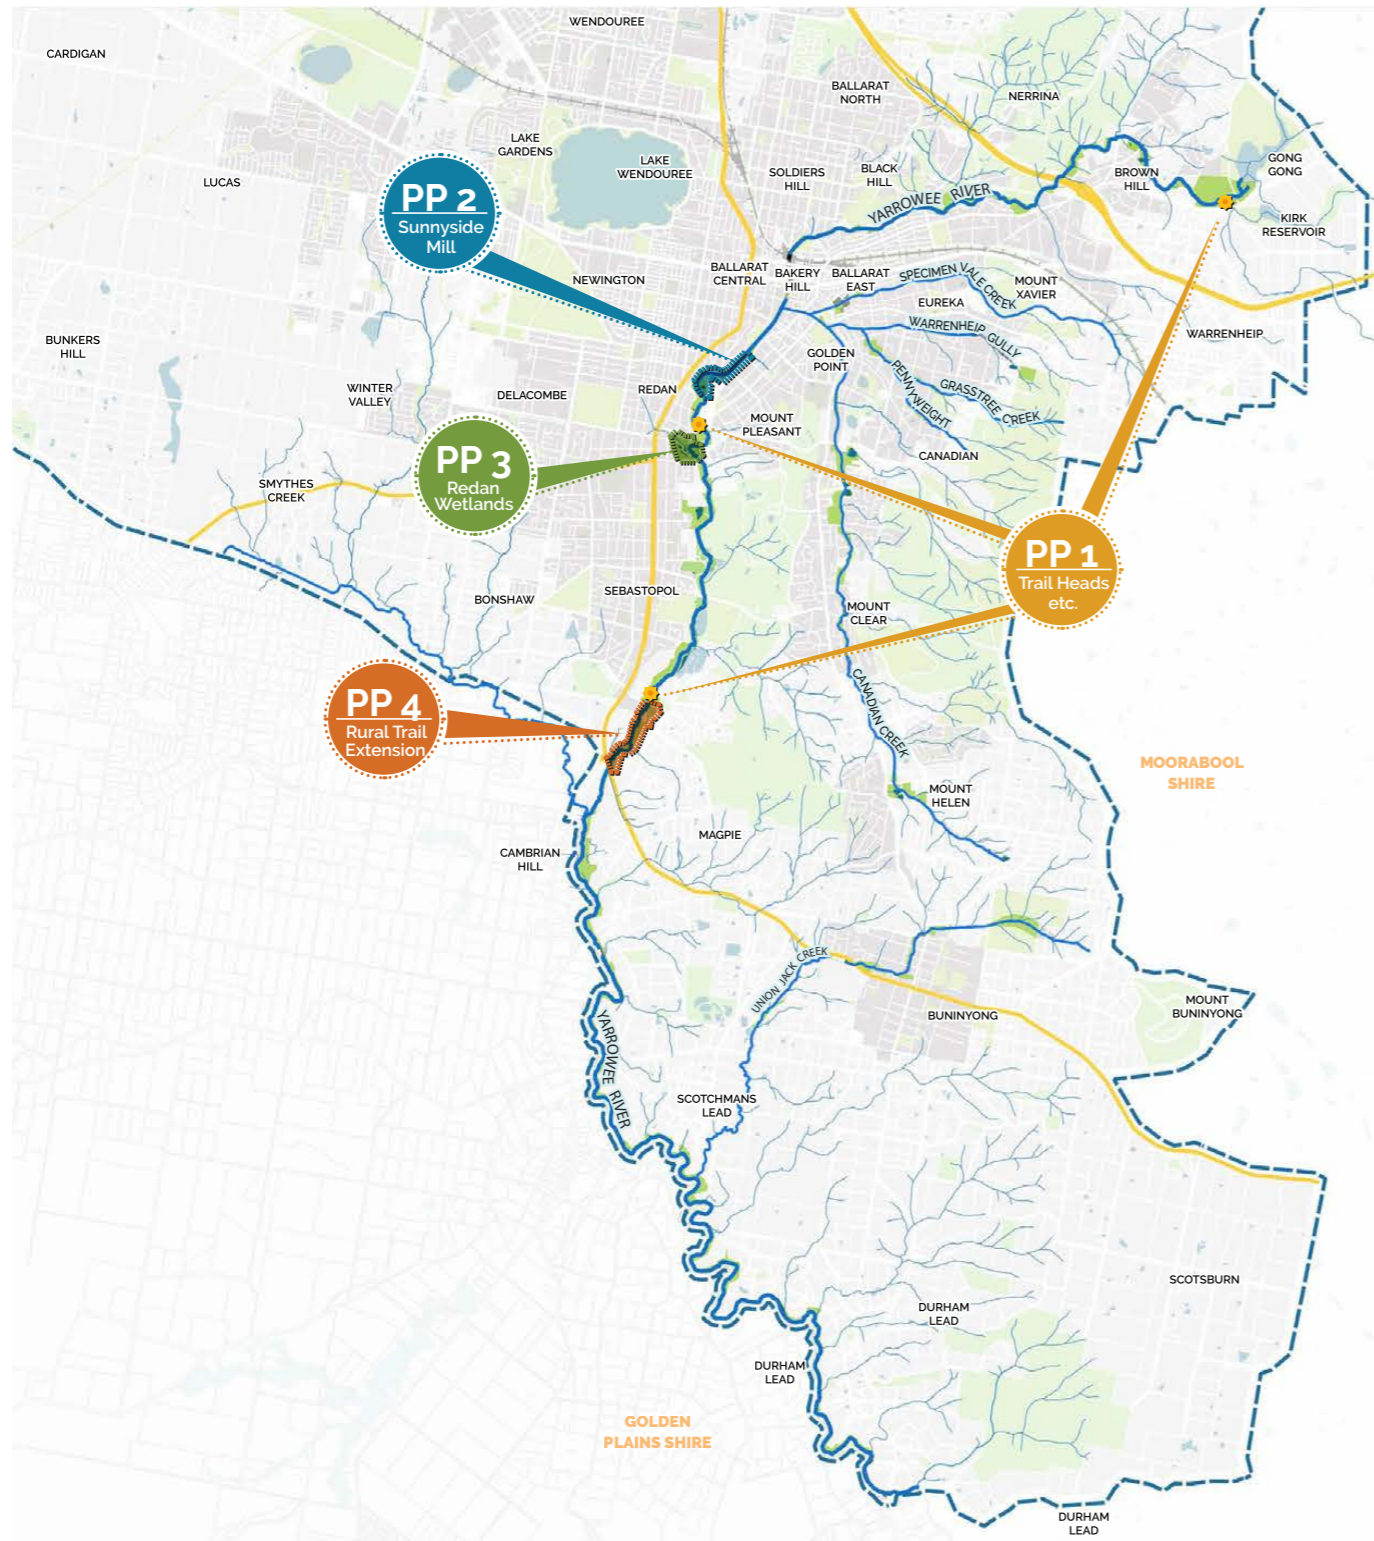 WENDOUREE
CARDIGAN
BALLARAT
NORTH
NERRINA
LAKE
GARDENS
LAKE
WENDOUREE
SOLDIERS
HILL
BLACK
HILL
BROWN
HILL
GONG
GONG
LUCAS
PP 2
Sunnyside
Mill
YARROWEE RIVER
KIRK
RESERVOIR
NEWINGTON
BALLARAT
CENTRAL
BAKERY
HILL
BALLARAT
EAST
SPECIMEN VALE CREEK
MOUNT
XAVIER
EUREKA
WARRENHEIP GULLY
WARRENHEIP
BUNKERS
HILL
GOLDEN
POINT
WINTER
VALLEY
DELACOMBE
REDAN
PENNYWEIGHT
GRASSTREE CREEK
MOUNT
PLEASANT
CANADIAN
PP 3
Redan
Wetlands
SMYTHES
CREEK
PP 1
Trail Heads
etc.
BONSHAW
SEBASTOPOL
MOUNT
CLEAR
CANADIAN CREEK
PP 4
Rural Trail
Extension
MOORABOOL
SHIRE
MOUNT
HELEN
MAGPIE
CAMBRIAN
HILL
UNION JACK CREEK
MOUNT
BUNINYONG
BUNINYONG
YARROWEE RIVER
SCOTCHMANS
LEAD
SCOTSBURN
DURHAM
LEAD
DURHAM
LEAD
GOLDEN
PLAINS SHIRE
DURHAM
LEAD